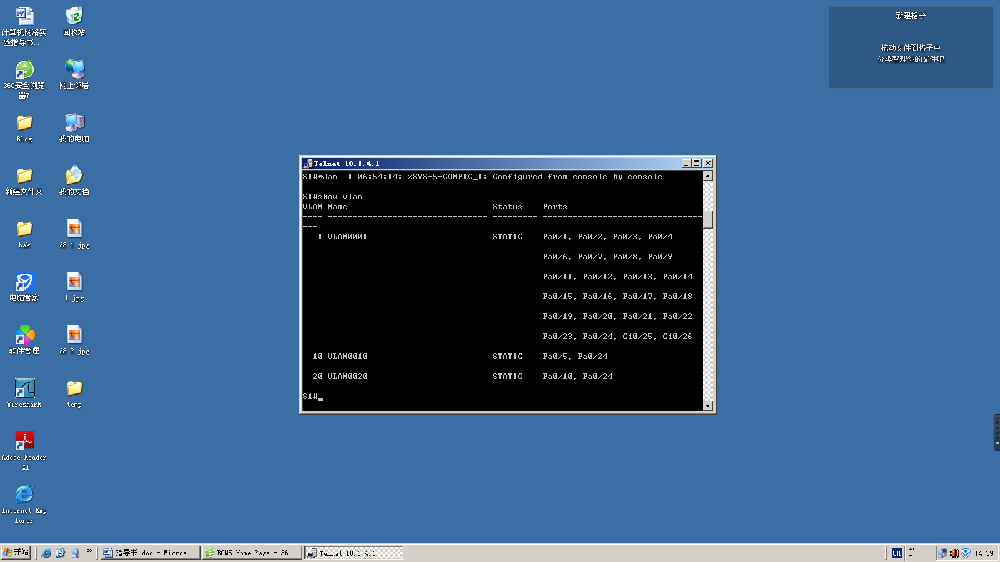 计算机网络实
验指导书...
回收站
360安全浏览
器7
网上邻居
Blog
我的电脑
新建文件夹
我的文档
bak
d8 1.jpg
电脑管家
1.jpg
软件管理
d8 2.jpg
Wireshark
temp
Adobe Reader
XI
Internet Exp
lorer
新建格子
拖动文件到格子中
分类整理你的文件吧
Telnet 10.1.4.1
S1#*Jan  1 06:54:14: %SYS-5-CONFIG_I: Configured from console by console
S1#show vlan
VLAN Name                             Status    Ports
---- -------------------------------- --------- --------------------------------
---
1 VLAN0001                         STATIC    Fa0/1, Fa0/2, Fa0/3, Fa0/4
Fa0/6, Fa0/7, Fa0/8, Fa0/9
Fa0/11, Fa0/12, Fa0/13, Fa0/14
Fa0/15, Fa0/16, Fa0/17, Fa0/18
Fa0/19, Fa0/20, Fa0/21, Fa0/22
Fa0/23, Fa0/24, Gi0/25, Gi0/26
10 VLAN0010                         STATIC    Fa0/5, Fa0/24
20 VLAN0020                         STATIC    Fa0/10, Fa0/24
S1#_
开始
»
指导书.doc - Micros...
RCMS Home Page - 36...
Telnet 10.1.4.1
CH
14:39